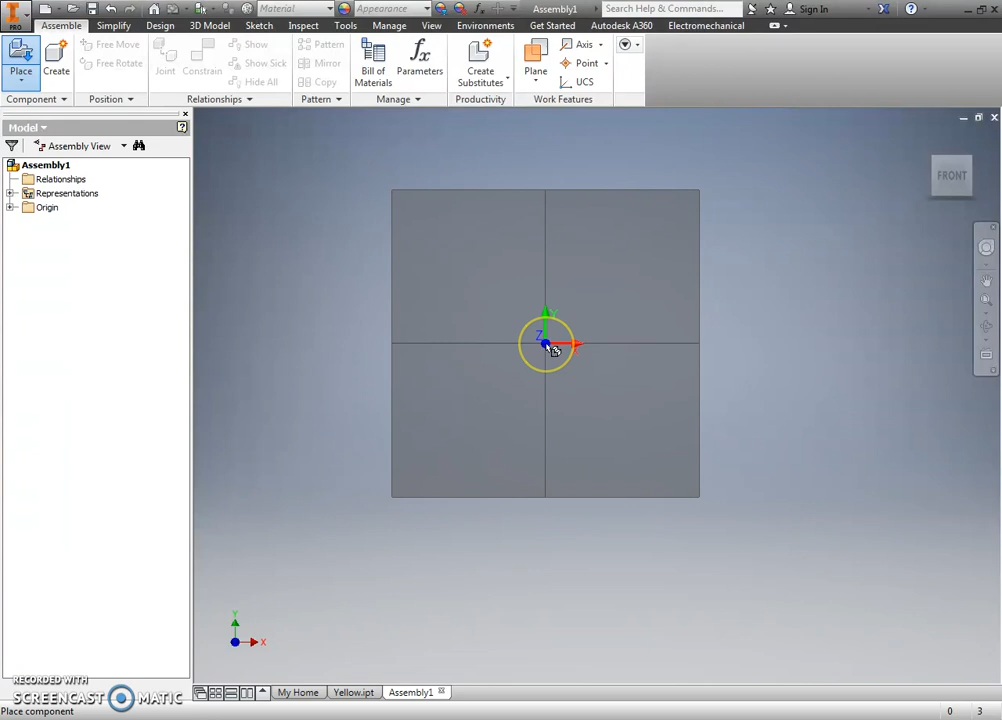 PRO
Material
Appearance
fx
Assembly1
Search Help & Commands...
Sign In
Assemble Simplify Design 3D Model Sketch Inspect Tools Manage View Environments Get Started Autodesk A360 Electromechanical
Place
Create
Free Move
Free Rotate
Joint
Constrain
Show
Show Sick
Hide All
Pattern
Mirror
Copy
Bill of
Materials
fx
Parameters
Create
Substitutes
Plane
Axis
Point
UCS
Component Position Relationships Pattern Manage Productivity Work Features
Model
Assembly View
Assembly1
Relationships
Representations
Origin
FRONT
Y
Z
X
Y
X
RECORDED WITH
SCREENCAST MATIC
My Home Yellow.ipt Assembly1
Place component 0 3